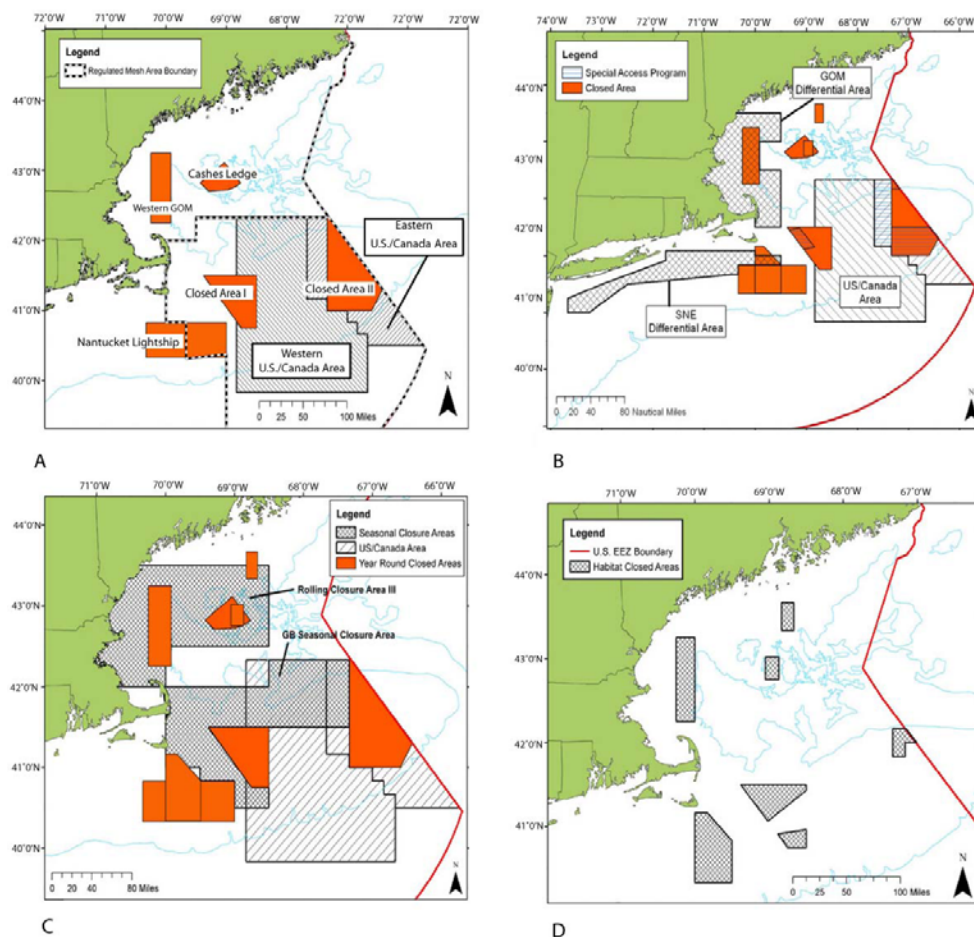 72°0'W 71°0'W 70°0'W 69°0'W 72°0'W 72°0'W 72°0'W 72°0'W
Legend
Regulated Mesh Area Boundary
44°0'N
43°0'N
42°0'N
41°0'N
40°0'N
Cashes Ledge
Western GOM
Eastern
U.S./Canada Area
Closed Area I
Closed Area II
Nantucket Lightship
Western
U.S./Canada Area
0 25 50 100 Miles
N
A
74°0'W 73°0'W 72°0'W 71°0'W 70°0'W 69°0'W 68°0'W 67°0'W 66°0'W
Legend
Special Access Program
Closed Area
GOM
Differential Area
44°0'N
43°0'N
42°0'N
41°0'N
40°0'N
US/Canada
Area
SNE
Differential Area
0 20 40 80 Nautical Miles
N
B
71°0'W 70°0'W 69°0'W 68°0'W 67°0'W 66°0'W
Legend
Seasonal Closure Areas
US/Canada Area
Year Round Closed Areas
44°0'N
43°0'N
42°0'N
41°0'N
40°0'N
Rolling Closure Area III
GB Seasonal Closure Area
0 20 40 80
Miles
N
C
71°0'W 70°0'W 69°0'W 68°0'W 67°0'W
Legend
U.S. EEZ Boundary
Habitat Closed Areas
44°0'N
43°0'N
42°0'N
41°0'N
0 25 50 100
Miles
N
D